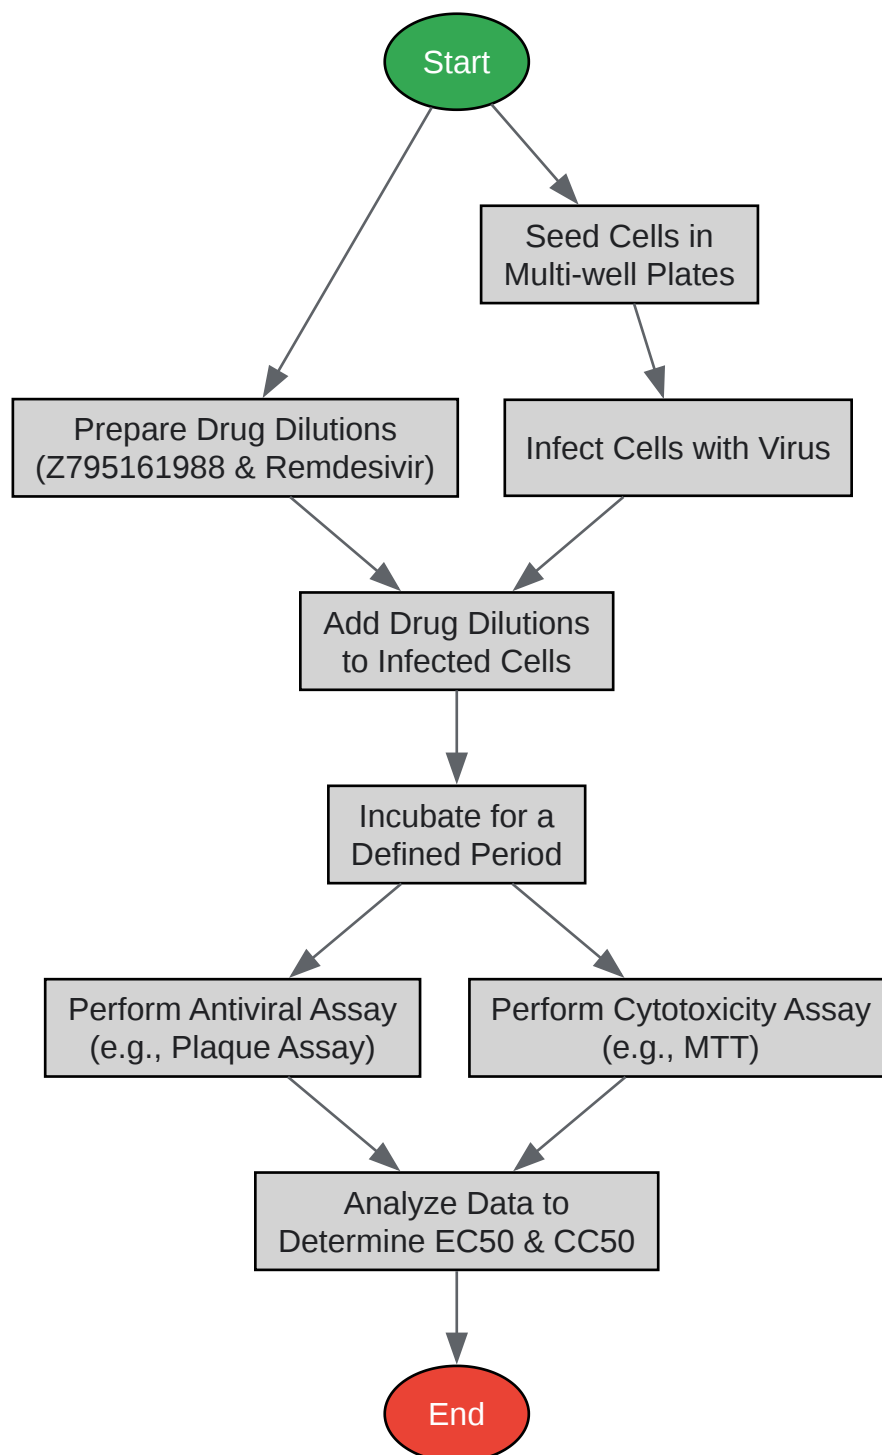 Start
Seed Cells in
Multi-well Plates
Prepare Drug Dilutions
(Z795161988 & Remdesivir)
Infect Cells with Virus
Add Drug Dilutions
to Infected Cells
Incubate for a
Defined Period
Perform Antiviral Assay
(e.g., Plaque Assay)
Perform Cytotoxicity Assay
(e.g., MTT)
Analyze Data to
Determine EC50 & CC50
End